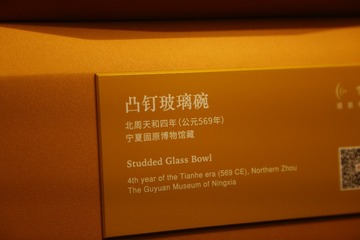 凸钉玻璃碗
北周天和四年（公元569年）
宁夏固原博物馆藏
Studded Glass Bowl
4th year of the Tianhe era (569 CE), Northern Zhou
The Guyuan Museum of Ningxia